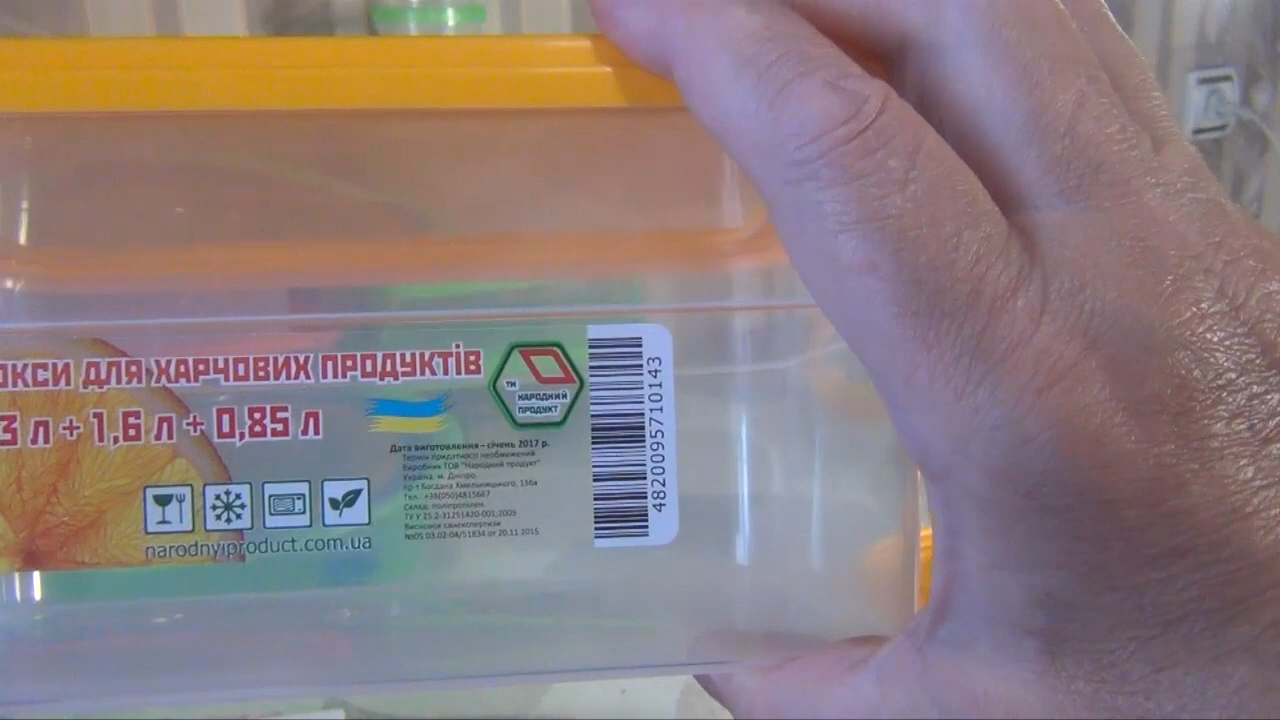 окси для харчових продуктів
3 л + 1,6 л + 0,85 л
ТМ
НАРОДНИЙ
ПРОДУКТ
Дата виготовлення – січень 2017 р.
Термін придатності необмежений
Виробник ТОВ "Народний продукт"
Україна, м. Дніпро,
пр-т Богдана Хмельницького, 156а
Тел.: +38(050)4815667
Склад: поліпропілен
ТУ У 25.2-31251420-001:2009
Висновок санекспертизи
№05.03.02-04/51834 от 20.11.2015
narodnyiproduct.com.ua
4820095710143